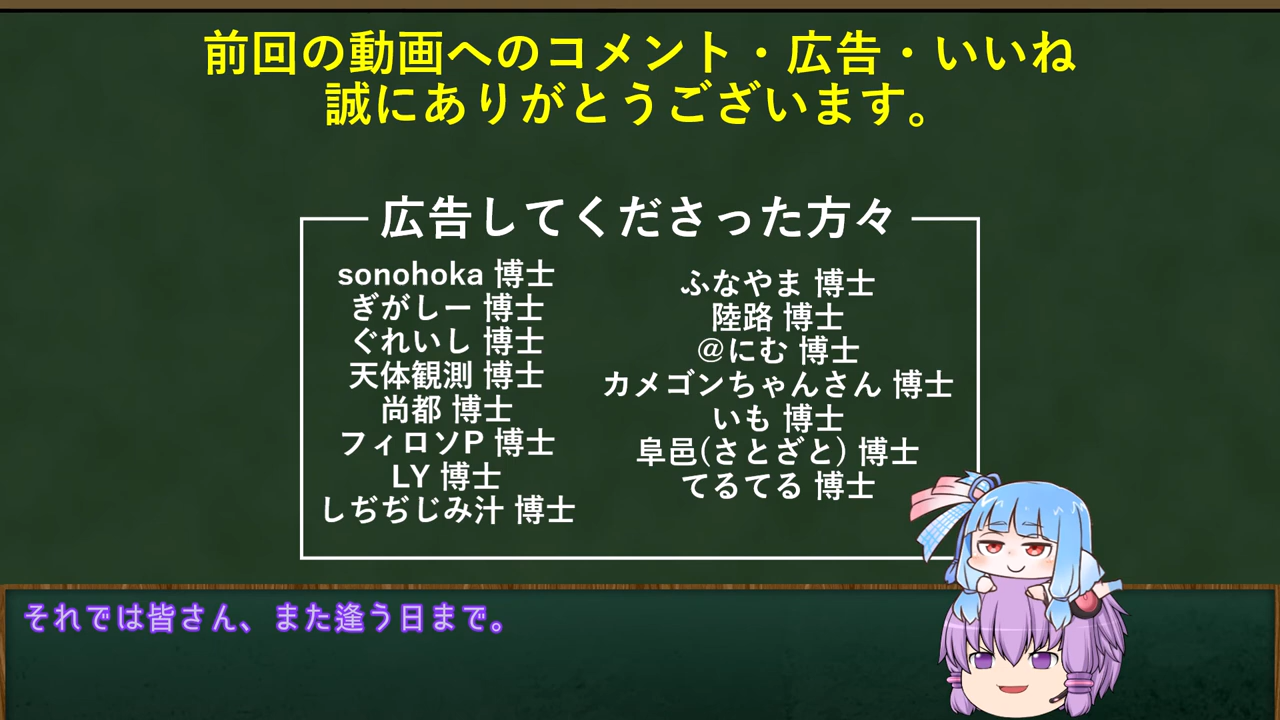 前回の動画へのコメント・広告・いいね
誠にありがとうございます。
広告してくださった方々
sonohoka 博士
ぎがしー 博士
ぐれいし 博士
天体観測 博士
尚都 博士
フィロソP 博士
LY 博士
しぢぢじみ汁 博士
ふなやま 博士
陸路 博士
@にむ 博士
カメゴンちゃんさん 博士
いも 博士
阜邑(さとざと) 博士
てるてる 博士
それでは皆さん、また逢う日まで。